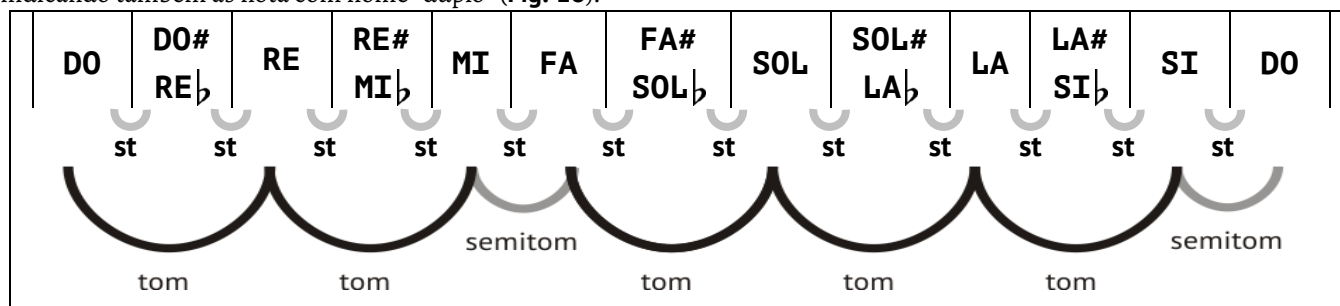 indicando também as nota com nome "duplo" (Fig. 16).
DO DO# RE RE# MI FA FA# SOL SOL# LA LA# SI DO
RE♭ MI♭ SOL♭ LA♭ SI♭
st st st st st st st st st st st st
semitom semitom
tom tom tom tom tom